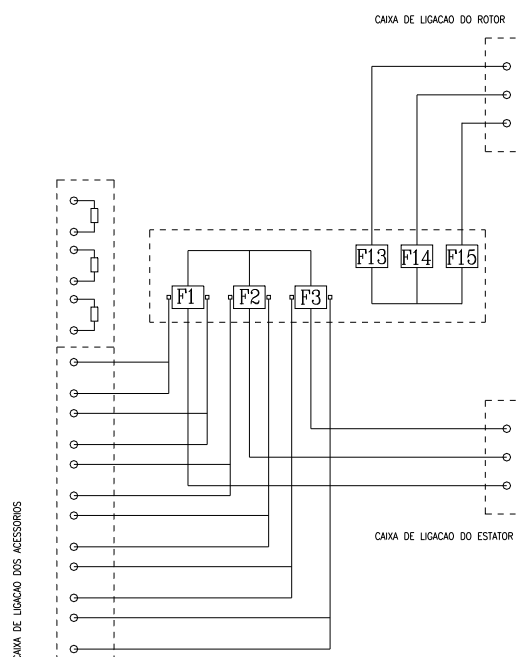 CAIXA DE LIGACAO DO ROTOR
F13 F14 F15
F1 F2 F3
CAIXA DE LIGACAO DO ESTATOR
CAIXA DE LIGACAO DOS ACESSORIOS